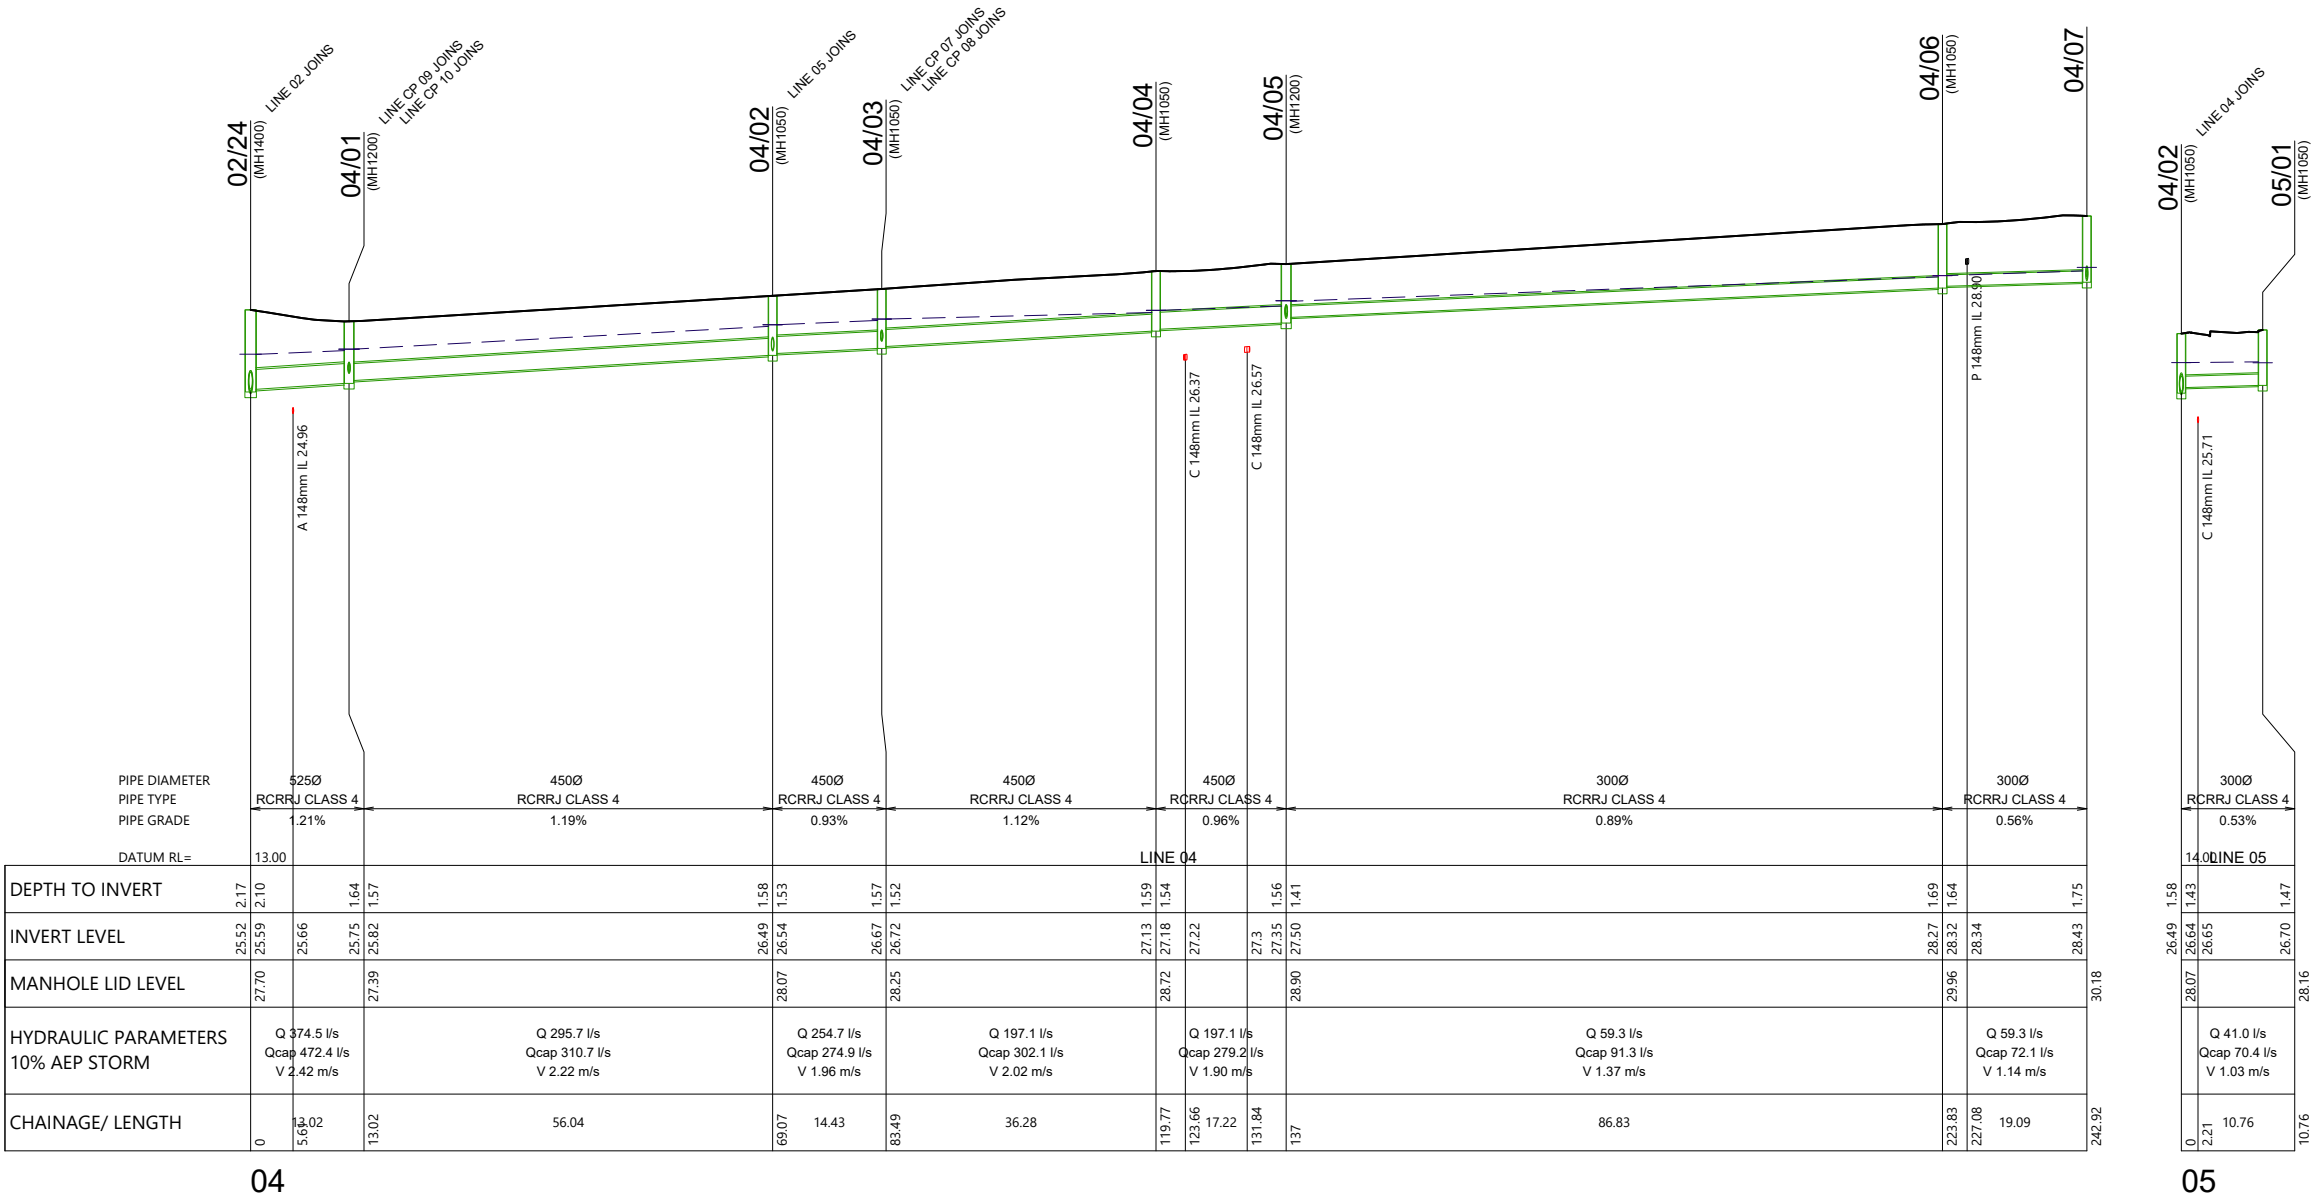 LINE 02 JOINS
LINE CP 09 JOINS
LINE CP 10 JOINS
LINE 05 JOINS
LINE CP 07 JOINS
LINE CP 08 JOINS
LINE 04 JOINS
02/24
(MH1400)
04/01
(MH1200)
04/02
(MH1050)
04/03
(MH1050)
04/04
(MH1050)
04/05
(MH1200)
04/06
(MH1050)
04/07
04/02
(MH1050)
05/01
(MH1050)
A 148mm IL 24.96
C 148mm IL 26.37
C 148mm IL 26.57
P 148mm IL 28.90
C 148mm IL 25.71
PIPE DIAMETER 525Ø 450Ø 450Ø 450Ø 450Ø 300Ø 300Ø 300Ø
PIPE TYPE RCRRJ CLASS 4 RCRRJ CLASS 4 RCRRJ CLASS 4 RCRRJ CLASS 4 RCRRJ CLASS 4 RCRRJ CLASS 4 RCRRJ CLASS 4 RCRRJ CLASS 4
PIPE GRADE 1.21% 1.19% 0.93% 1.12% 0.96% 0.89% 0.56% 0.53%
DATUM RL= 13.00 LINE 04 14.00 LINE 05
DEPTH TO INVERT 2.17 2.10 1.64 1.57 1.58 1.53 1.57 1.52 1.59 1.54 1.56 1.41 1.69 1.64 1.75 1.58 1.43 1.47
INVERT LEVEL 25.52 25.59 25.66 25.75 25.82 26.49 26.54 26.67 26.72 27.13 27.18 27.22 27.3 27.35 27.50 28.27 28.32 28.34 28.43 26.49 26.64 26.65 26.70
MANHOLE LID LEVEL 27.70 27.39 28.07 28.25 28.72 28.90 29.96 30.18 28.07 28.16
HYDRAULIC PARAMETERS
10% AEP STORM
Q 374.5 l/s Q 295.7 l/s Q 254.7 l/s Q 197.1 l/s Q 197.1 l/s Q 59.3 l/s Q 59.3 l/s Q 41.0 l/s
Qcap 472.4 l/s Qcap 310.7 l/s Qcap 274.9 l/s Qcap 302.1 l/s Qcap 279.2 l/s Qcap 91.3 l/s Qcap 72.1 l/s Qcap 70.4 l/s
V 2.42 m/s V 2.22 m/s V 1.96 m/s V 2.02 m/s V 1.90 m/s V 1.37 m/s V 1.14 m/s V 1.03 m/s
CHAINAGE/ LENGTH 0 13.02 13.02 56.04 69.07 14.43 83.49 36.28 119.77 123.66 17.22 131.84 137 86.83 223.83 227.08 19.09 242.92 0 2.21 10.76 10.76
04 05